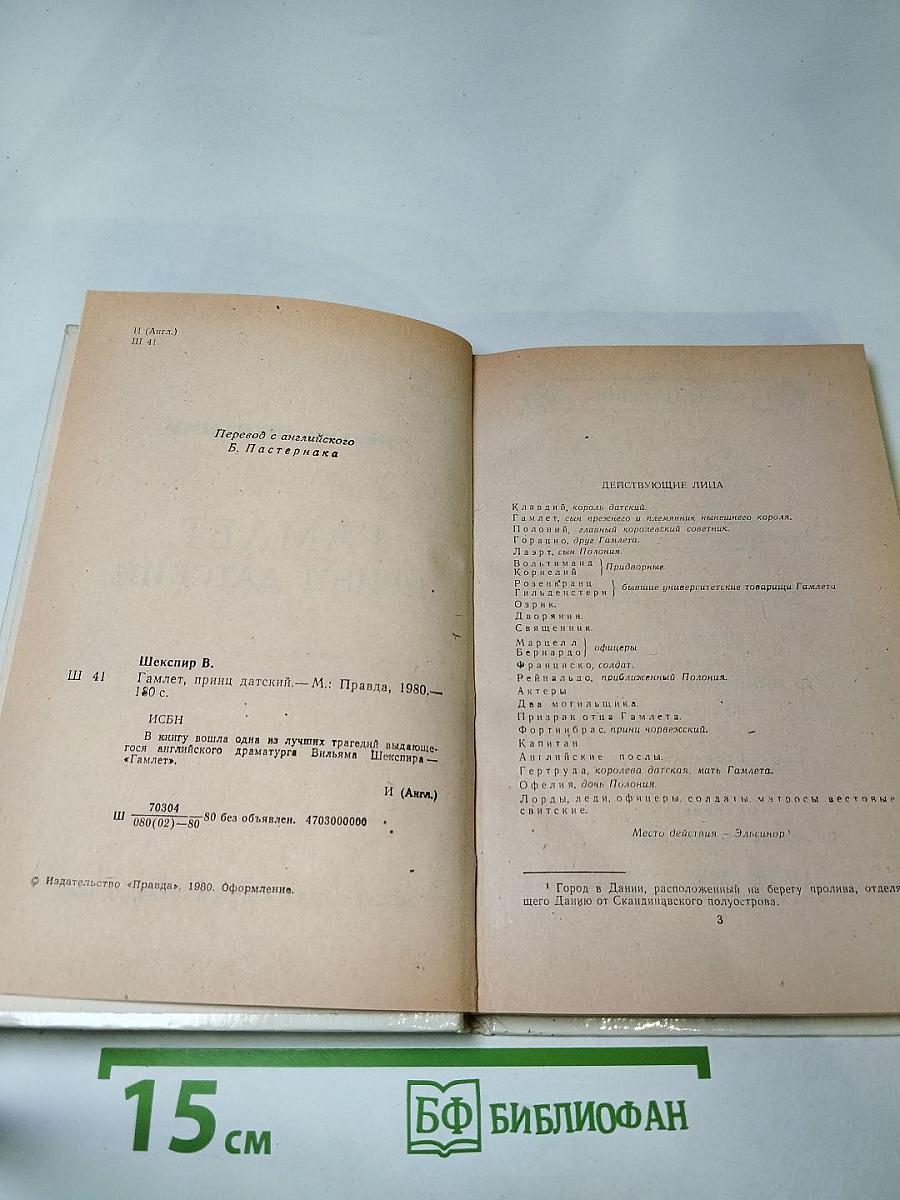 И (Англ.)
Ш 41
Перевод с английского
Б. Пастернака
Шекспир В.
Ш 41
Гамлет, принц датский.— М.: Правда, 1980.—
180 с.
ИСБН
В книгу вошла одна из лучших трагедий выдающе-
гося английского драматурга Вильяма Шекспира —
«Гамлет».
И (Англ.)
Ш 70304
080(02)—80 80 без объявлен. 4703000000
© Издательство «Правда», 1980. Оформление.
ДЕЙСТВУЮЩИЕ ЛИЦА
Клавдий, король датский.
Гамлет, сын прежнего и племянник нынешнего короля.
Полоний, главный королевский советник.
Горацио, друг Гамлета.
Лаэрт, сын Полония.
Вольтиманд
Корнелий } Придворные
Розенкранц
Гильденстерн } бывшие университетские товарищи Гамлета
Озрик.
Дворянин.
Священник.
Марцелл
Бернардо } офицеры
Франциско, солдат.
Рейнальдо, приближенный Полония.
Актеры
Два могильщика.
Призрак отца Гамлета.
Фортинбрас, принц норвежский.
Капитан
Английские послы.
Гертруда, королева датская, мать Гамлета.
Офелия, дочь Полония.
Лорды, леди, офицеры, солдаты, матросы вестовые
свитские.
Место действия — Эльсинор¹
¹ Город в Дании, расположенный на берегу пролива, отделя
щего Данию от Скандинавского полуострова.
3
15 см
БФ БИБЛИОФАН